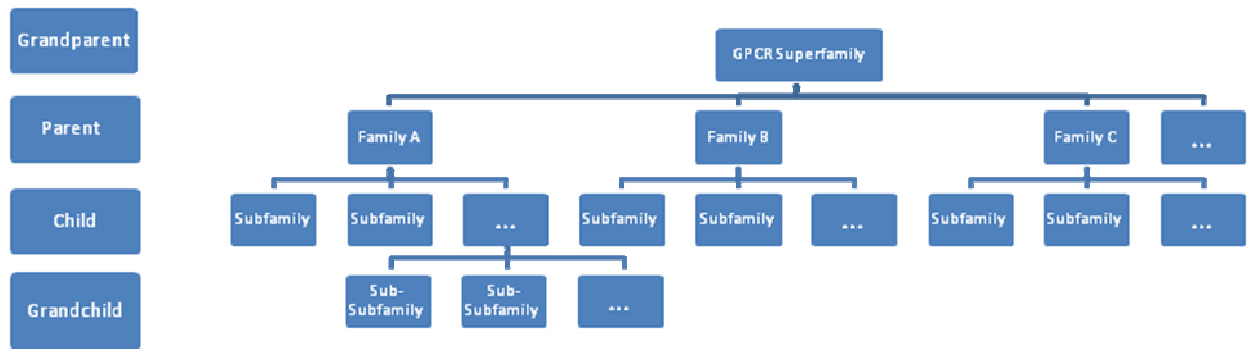 Grandparent
GPCR Superfamily
Parent
Family A
Family B
Family C
...
Child
Subfamily
Subfamily
...
Subfamily
Subfamily
...
Subfamily
Subfamily
...
Grandchild
Sub-
Subfamily
Sub-
Subfamily
...